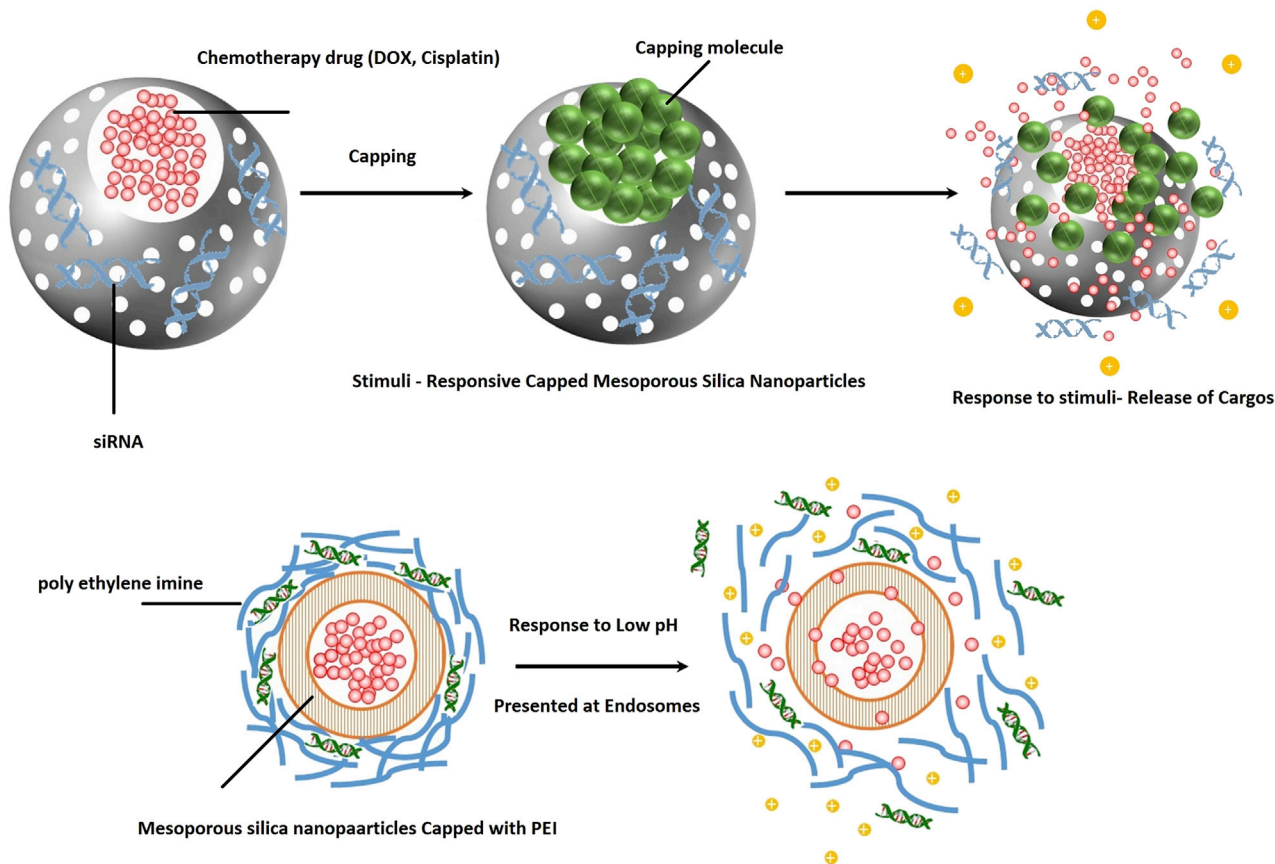 Chemotherapy drug (DOX, Cisplatin)
Capping molecule
Capping
Stimuli - Responsive Capped Mesoporous Silica Nanoparticles
Response to stimuli- Release of Cargos
siRNA
poly ethylene imine
Response to Low pH
Presented at Endosomes
Mesoporous silica nanopaarticles Capped with PEI